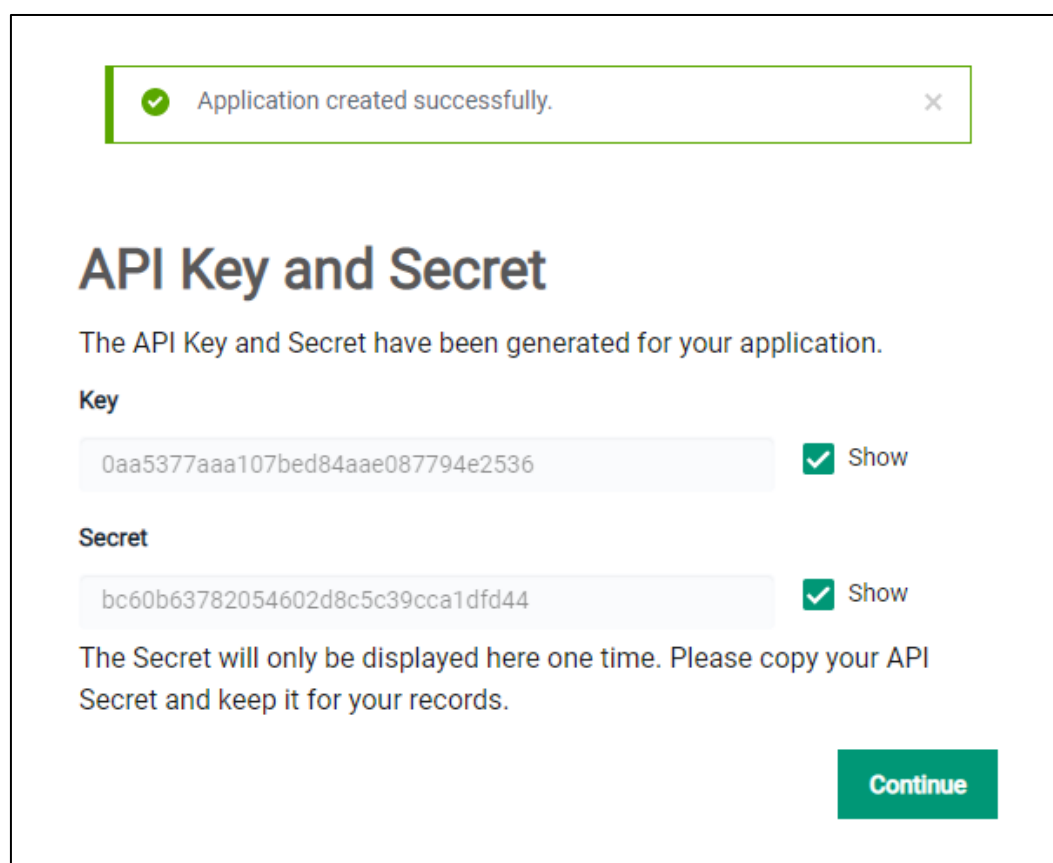 Application created successfully.
API Key and Secret
The API Key and Secret have been generated for your application.
Key
0aa5377aaa107bed84aae087794e2536
Show
Secret
bc60b63782054602d8c5c39cca1dfd44
Show
The Secret will only be displayed here one time. Please copy your API
Secret and keep it for your records.
Continue